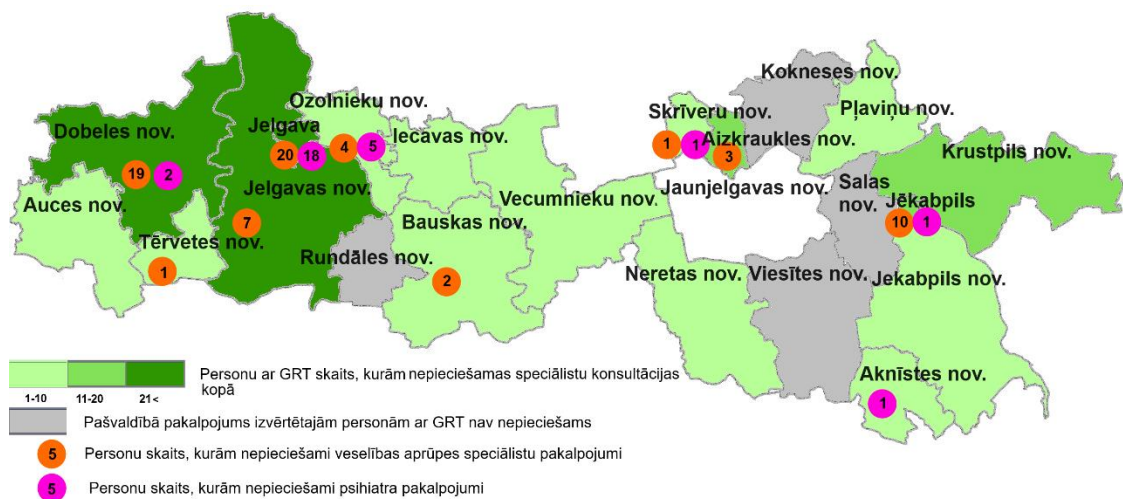 Kokneses nov.
Ozolnieku nov.
Skrīveru nov.
Pļaviņu nov.
Dobeles nov.
Jelgava
Iecavas nov.
Aizkraukles nov.
1
1
3
4
5
20
18
Krustpils nov.
19
2
Jelgavas nov.
Jaunjelgavas nov.
Salas
nov.
Jēkabpils
Auces nov.
Vecumnieku nov.
Bauskas nov.
7
10
1
Tērvetes nov.
Rundāles nov.
Neretas nov.
Viesītes nov.
Jekabpils nov.
1
2
Aknīstes nov.
1
Personu ar GRT skaits, kurām nepieciešamas speciālistu konsultācijas
kopā
1-10
11-20
21 <
Pašvaldībā pakalpojums izvērtētajām personām ar GRT nav nepieciešams
5
Personu skaits, kurām nepieciešami veselības aprūpes speciālistu pakalpojumi
5
Personu skaits, kurām nepieciešami psihiatra pakalpojumi